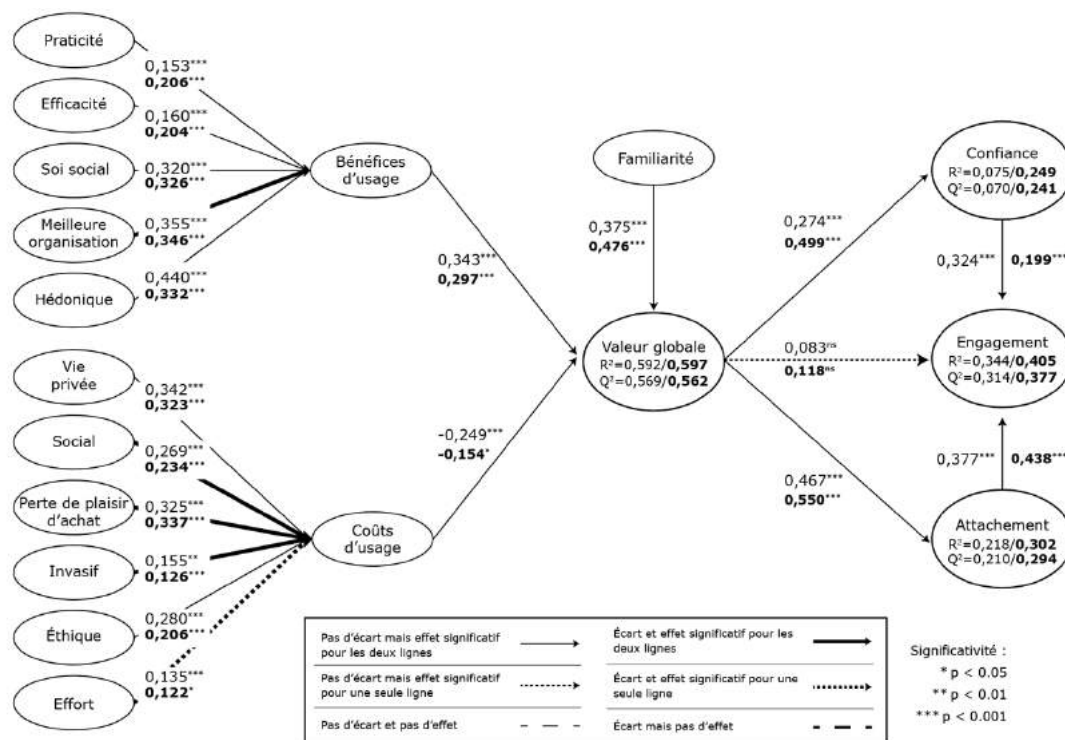 Praticité
0,153***
0,206***
Efficacité
0,160***
0,204***
Soi social
0,320***
0,326***
Meilleure
organisation
0,355***
0,346***
Hédonique
0,440***
0,332***
Bénéfices
d'usage
0,343***
0,297***
Vie
privée
0,342***
0,323***
Social
0,269***
0,234***
Perte de plaisir
d'achat
0,325***
0,337***
Invasif
0,155**
0,126***
Éthique
0,280***
0,206***
Effort
0,135***
0,122*
Coûts
d'usage
-0,249***
-0,154*
Familiarité
0,375***
0,476***
Valeur globale
R²=0,592/0,597
Q²=0,569/0,562
0,274***
0,499***
0,083ns
0,118ns
0,467***
0,550***
Confiance
R²=0,075/0,249
Q²=0,070/0,241
0,324*** 0,199***
Engagement
R²=0,344/0,405
Q²=0,314/0,377
0,377*** 0,438***
Attachement
R²=0,218/0,302
Q²=0,210/0,294
Pas d'écart mais effet significatif
pour les deux lignes
Écart et effet significatif pour les
deux lignes
Pas d'écart mais effet significatif
pour une seule ligne
Écart et effet significatif pour une
seule ligne
Pas d'écart et pas d'effet
Écart mais pas d'effet
Significativité :
* p < 0.05
** p < 0.01
*** p < 0.001